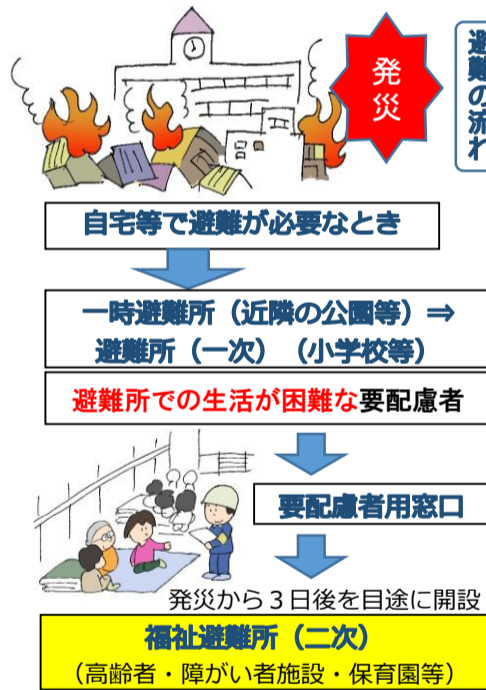 発災
避難の流れ
自宅等で避難が必要なとき
一時避難所（近隣の公園等）⇒
避難所（一次）（小学校等）
避難所での生活が困難な要配慮者
要配慮者用窓口
発災から３日後を目途に開設
福祉避難所（二次）
（高齢者・障がい者施設・保育園等）